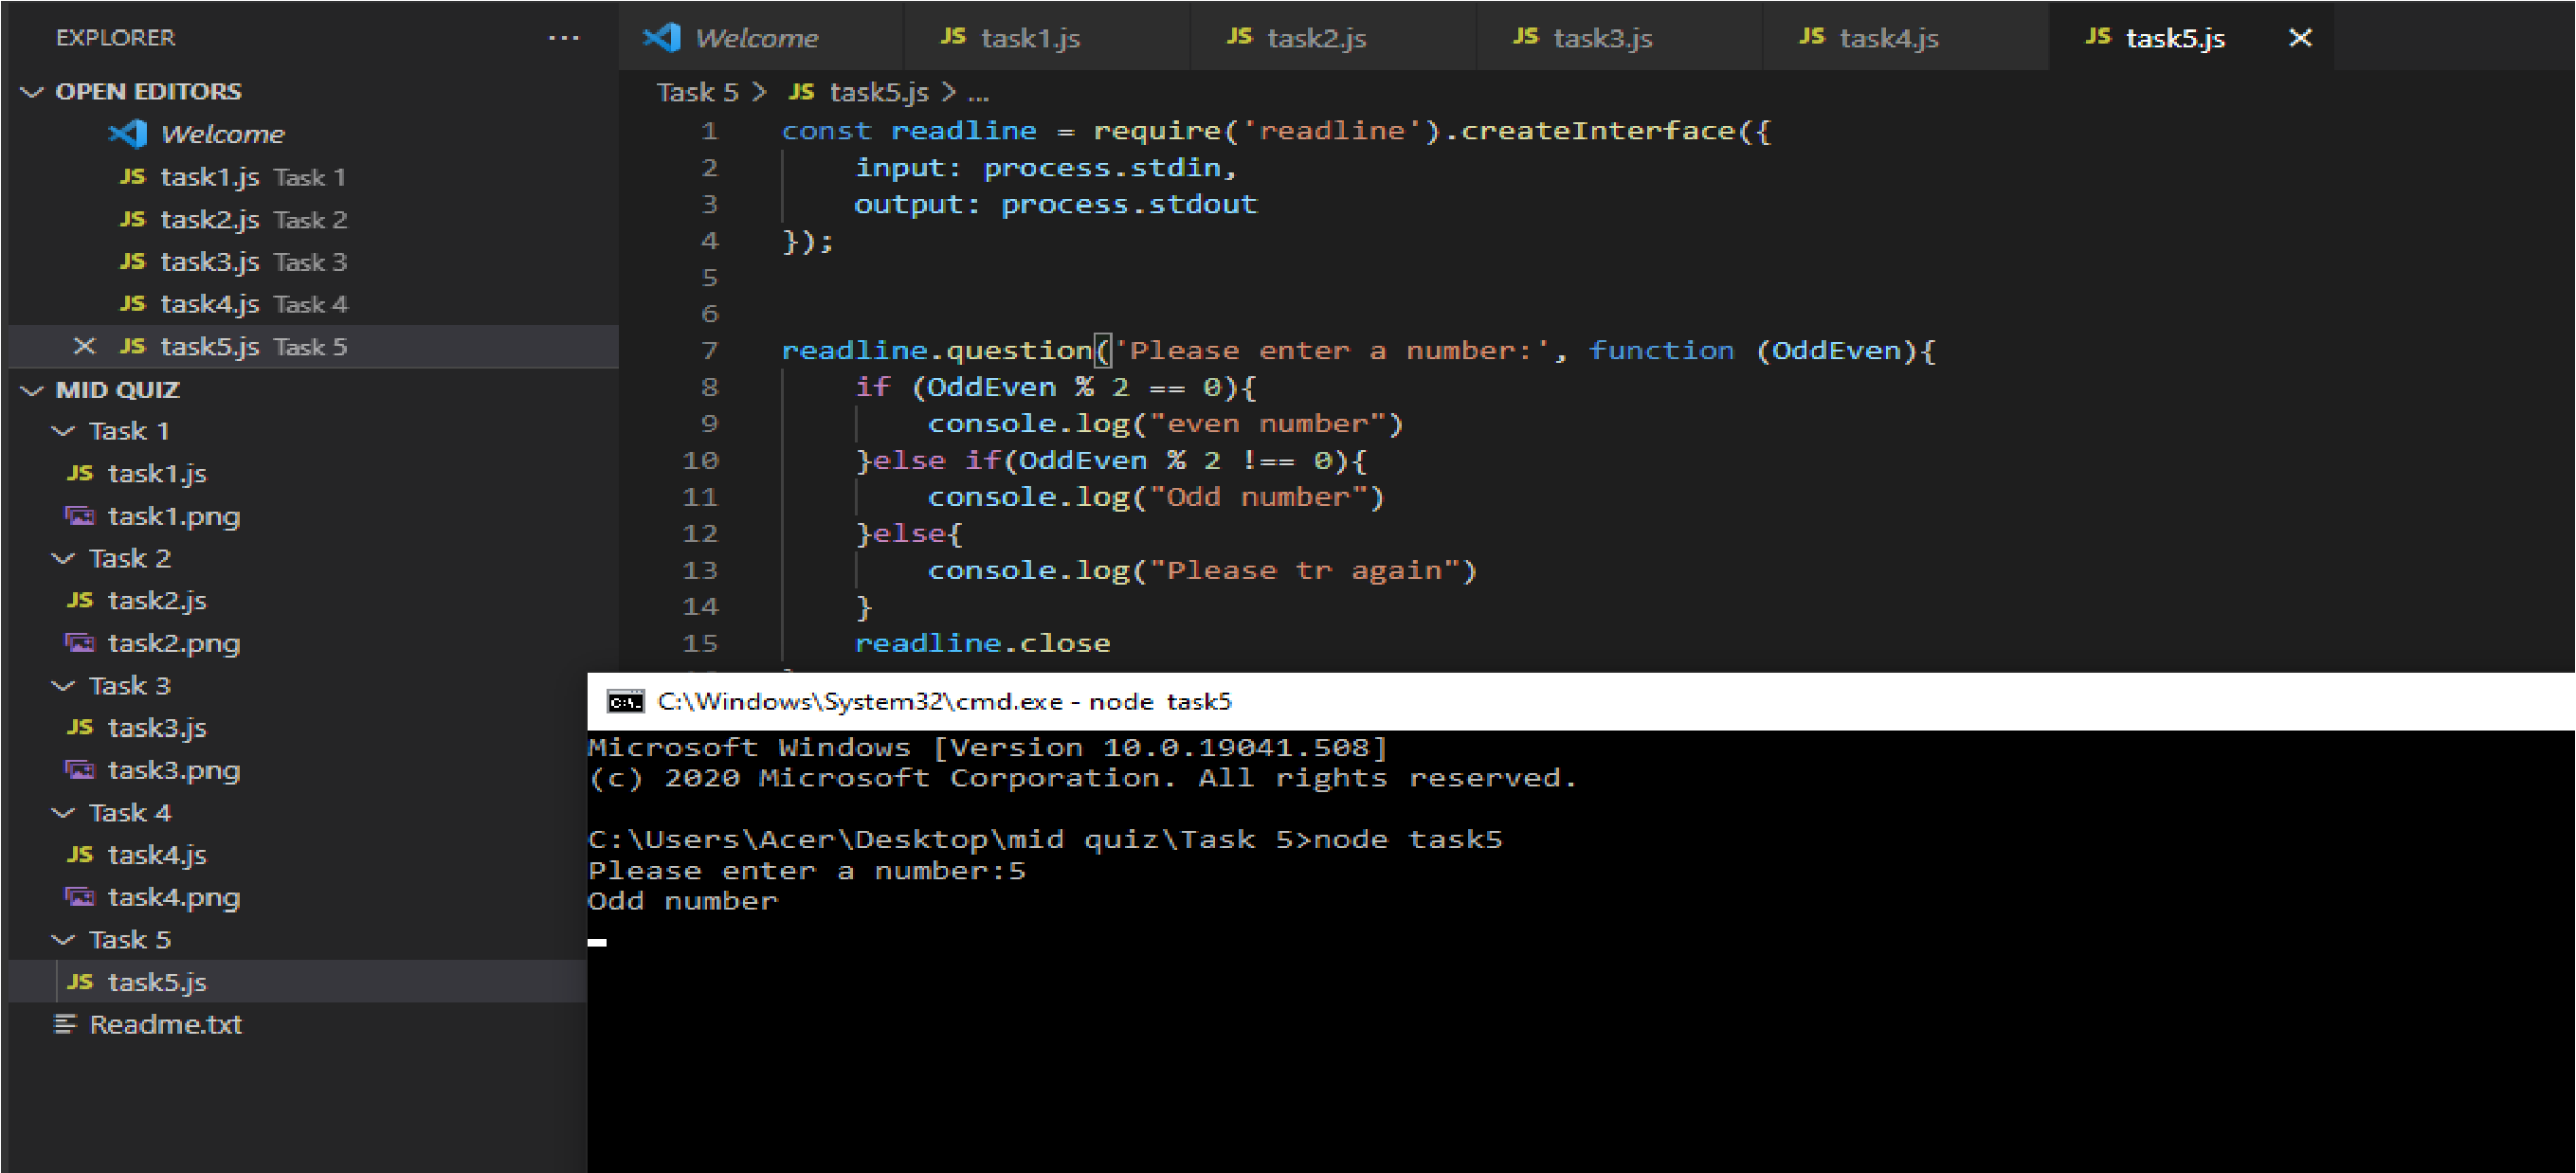 EXPLORER ...
OPEN EDITORS
Welcome
JS task1.js Task 1
JS task2.js Task 2
JS task3.js Task 3
JS task4.js Task 4
JS task5.js Task 5
MID QUIZ
Task 1
JS task1.js
task1.png
Task 2
JS task2.js
task2.png
Task 3
JS task3.js
task3.png
Task 4
JS task4.js
task4.png
Task 5
JS task5.js
Readme.txt
Welcome JS task1.js JS task2.js JS task3.js JS task4.js JS task5.js
Task 5 > JS task5.js > ...
1 const readline = require('readline').createInterface({
2 input: process.stdin,
3 output: process.stdout
4 });
5
6
7 readline.question('Please enter a number:', function (OddEven){
8 if (OddEven % 2 == 0){
9 console.log("even number")
10 }else if(OddEven % 2 !== 0){
11 console.log("Odd number")
12 }else{
13 console.log("Please tr again")
14 }
15 readline.close
C:\Windows\System32\cmd.exe - node task5
Microsoft Windows [Version 10.0.19041.508]
(c) 2020 Microsoft Corporation. All rights reserved.
C:\Users\Acer\Desktop\mid quiz\Task 5>node task5
Please enter a number:5
Odd number